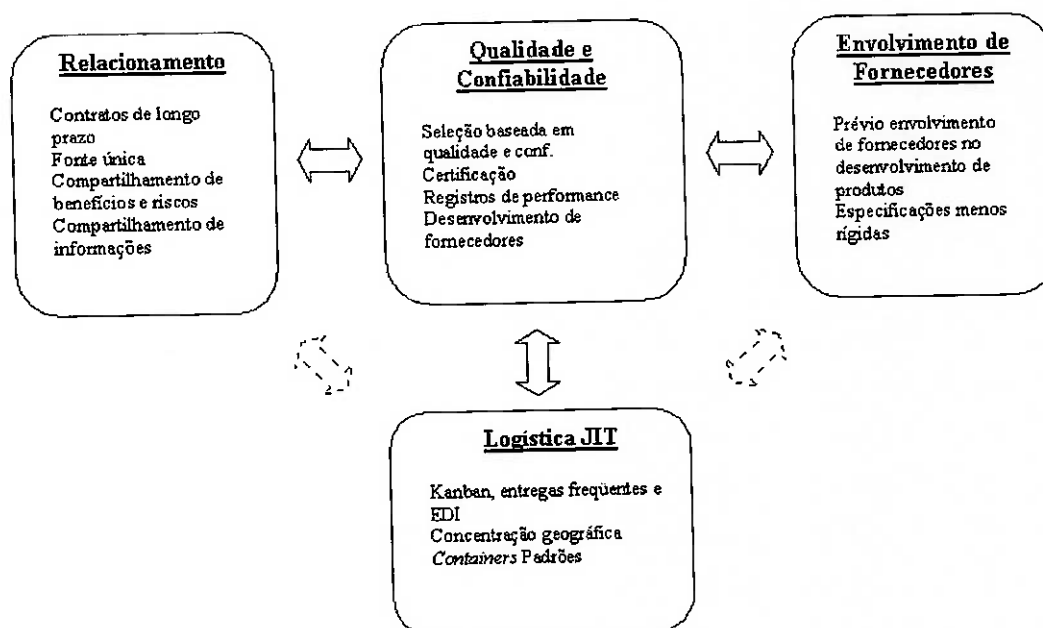 Relacionamento
Contratos de longo
prazo
Fonte única
Compartilhamento de
benefícios e riscos
Compartilhamento de
informações
Qualidade e
Confiabilidade
Seleção baseada em
qualidade e conf.
Certificação
Registros de performance
Desenvolvimento de
fornecedores
Envolvimento de
Fornecedores
Prévio envolvimento
de fornecedores no
desenvolvimento de
produtos
Especificações menos
rígidas
Logística JIT
Kanban, entregas freqüentes e
EDI
Concentração geográfica
Containers Padrões